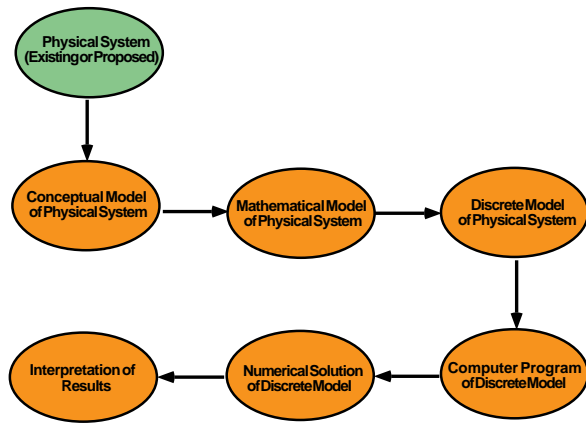 Physical System
(Existing or Proposed)
Conceptual Model
of Physical System
Mathematical Model
of Physical System
Discrete Model
of Physical System
Computer Program
of Discrete Model
Numerical Solution
of Discrete Model
Interpretation of
Results